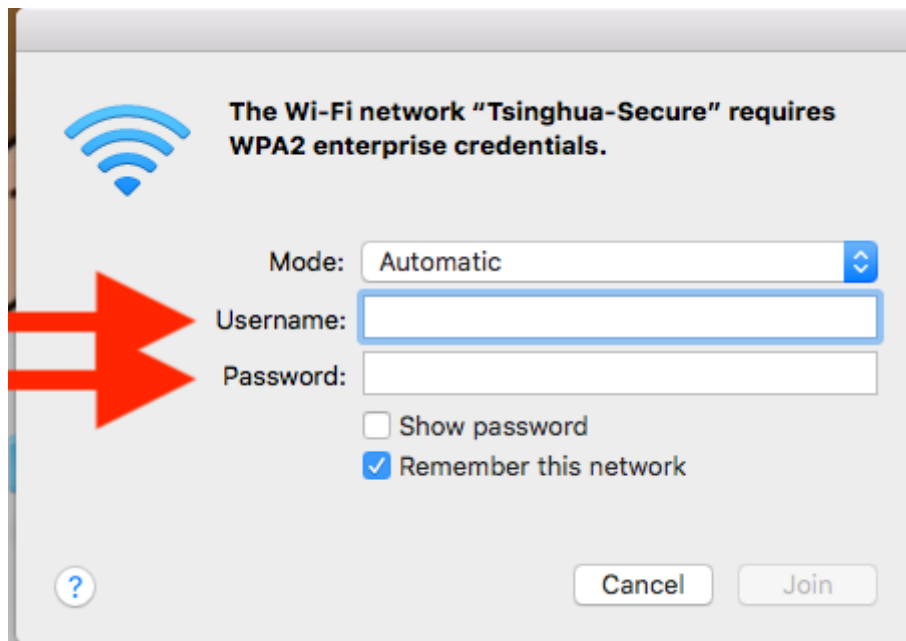 The Wi-Fi network “Tsinghua-Secure” requires
WPA2 enterprise credentials.
Mode: Automatic
Username:
Password:
Show password
Remember this network
? Cancel Join